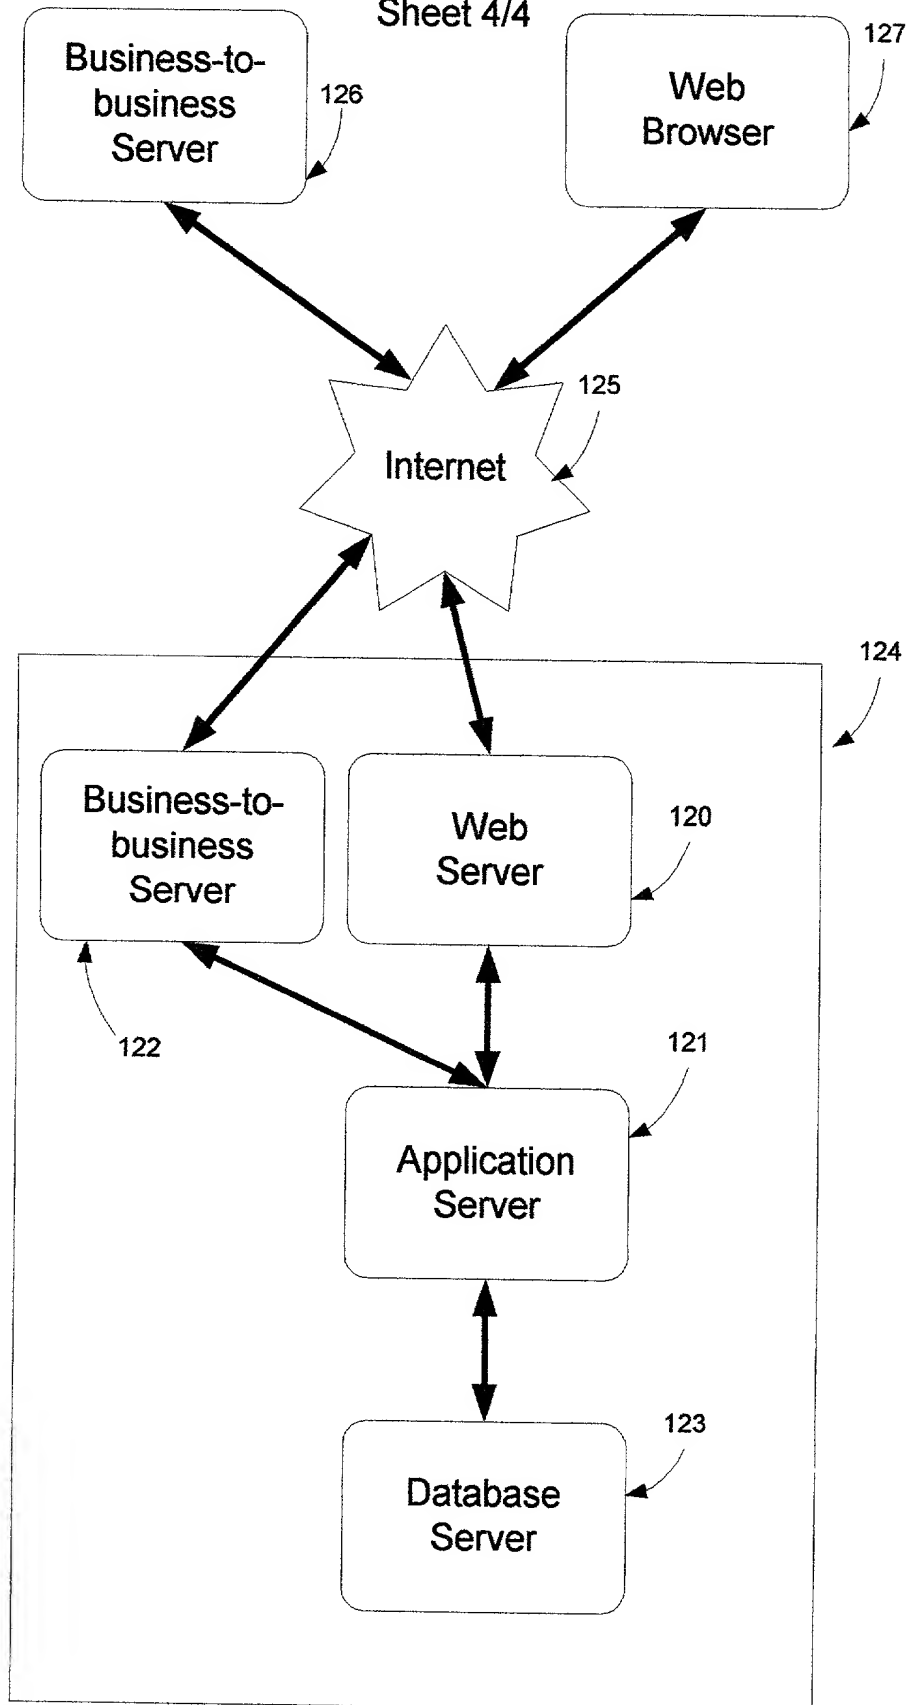 Sheet 4/4
Business-to-
business
Server
126
Web
Browser
127
Internet
125
124
Business-to-
business
Server
122
Web
Server
120
Application
Server
121
Database
Server
123